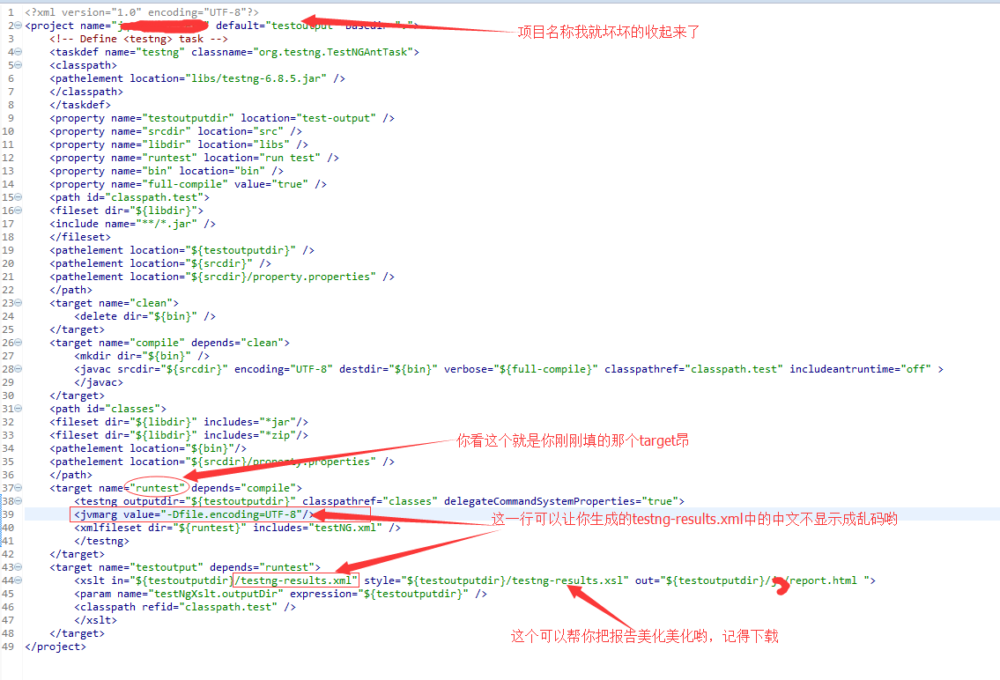 1 <?xml version="1.0" encoding="UTF-8"?>
2 <project name="j default="testoutput" basedir=".">
项目名称我就坏坏的收起来了
3 <!-- Define <testng> task -->
4 <taskdef name="testng" classname="org.testng.TestNGAntTask">
5 <classpath>
6 <pathelement location="libs/testng-6.8.5.jar" />
7 </classpath>
8 </taskdef>
9 <property name="testoutputdir" location="test-output" />
10 <property name="srcdir" location="src" />
11 <property name="libdir" location="libs" />
12 <property name="runtest" location="run test" />
13 <property name="bin" location="bin" />
14 <property name="full-compile" value="true" />
15 <path id="classpath.test">
16 <fileset dir="${libdir}">
17 <include name="**/*.jar" />
18 </fileset>
19 <pathelement location="${testoutputdir}" />
20 <pathelement location="${srcdir}" />
21 <pathelement location="${srcdir}/property.properties" />
22 </path>
23 <target name="clean">
24 <delete dir="${bin}" />
25 </target>
26 <target name="compile" depends="clean">
27 <mkdir dir="${bin}" />
28 <javac srcdir="${srcdir}" encoding="UTF-8" destdir="${bin}" verbose="${full-compile}" classpathref="classpath.test" includeantruntime="off" >
29 </javac>
30 </target>
31 <path id="classes">
32 <fileset dir="${libdir}" includes="*jar"/>
33 <fileset dir="${libdir}" includes="*zip"/>
你看这个就是你刚刚填的那个target昂
34 <pathelement location="${bin}"/>
35 <pathelement location="${srcdir}/property.properties" />
36 </path>
37 <target name="runtest" depends="compile">
38 <testng outputdir="${testoutputdir}" classpathref="classes" delegateCommandSystemProperties="true">
39 <jvmarg value="-Dfile.encoding=UTF-8"/>
这一行可以让你生成的testng-results.xml中的中文不显示成乱码哟
40 <xmlfileset dir="${runtest}" includes="testNG.xml" />
41 </testng>
42 </target>
43 <target name="testoutput" depends="runtest">
44 <xslt in="${testoutputdir}/testng-results.xml" style="${testoutputdir}/testng-results.xsl" out="${testoutputdir}/j /report.html ">
45 <param name="testNgXslt.outputDir" expression="${testoutputdir}" />
46 <classpath refid="classpath.test" />
47 </xslt>
48 </target>
这个可以帮你把报告美化美化哟，记得下载
49 </project>